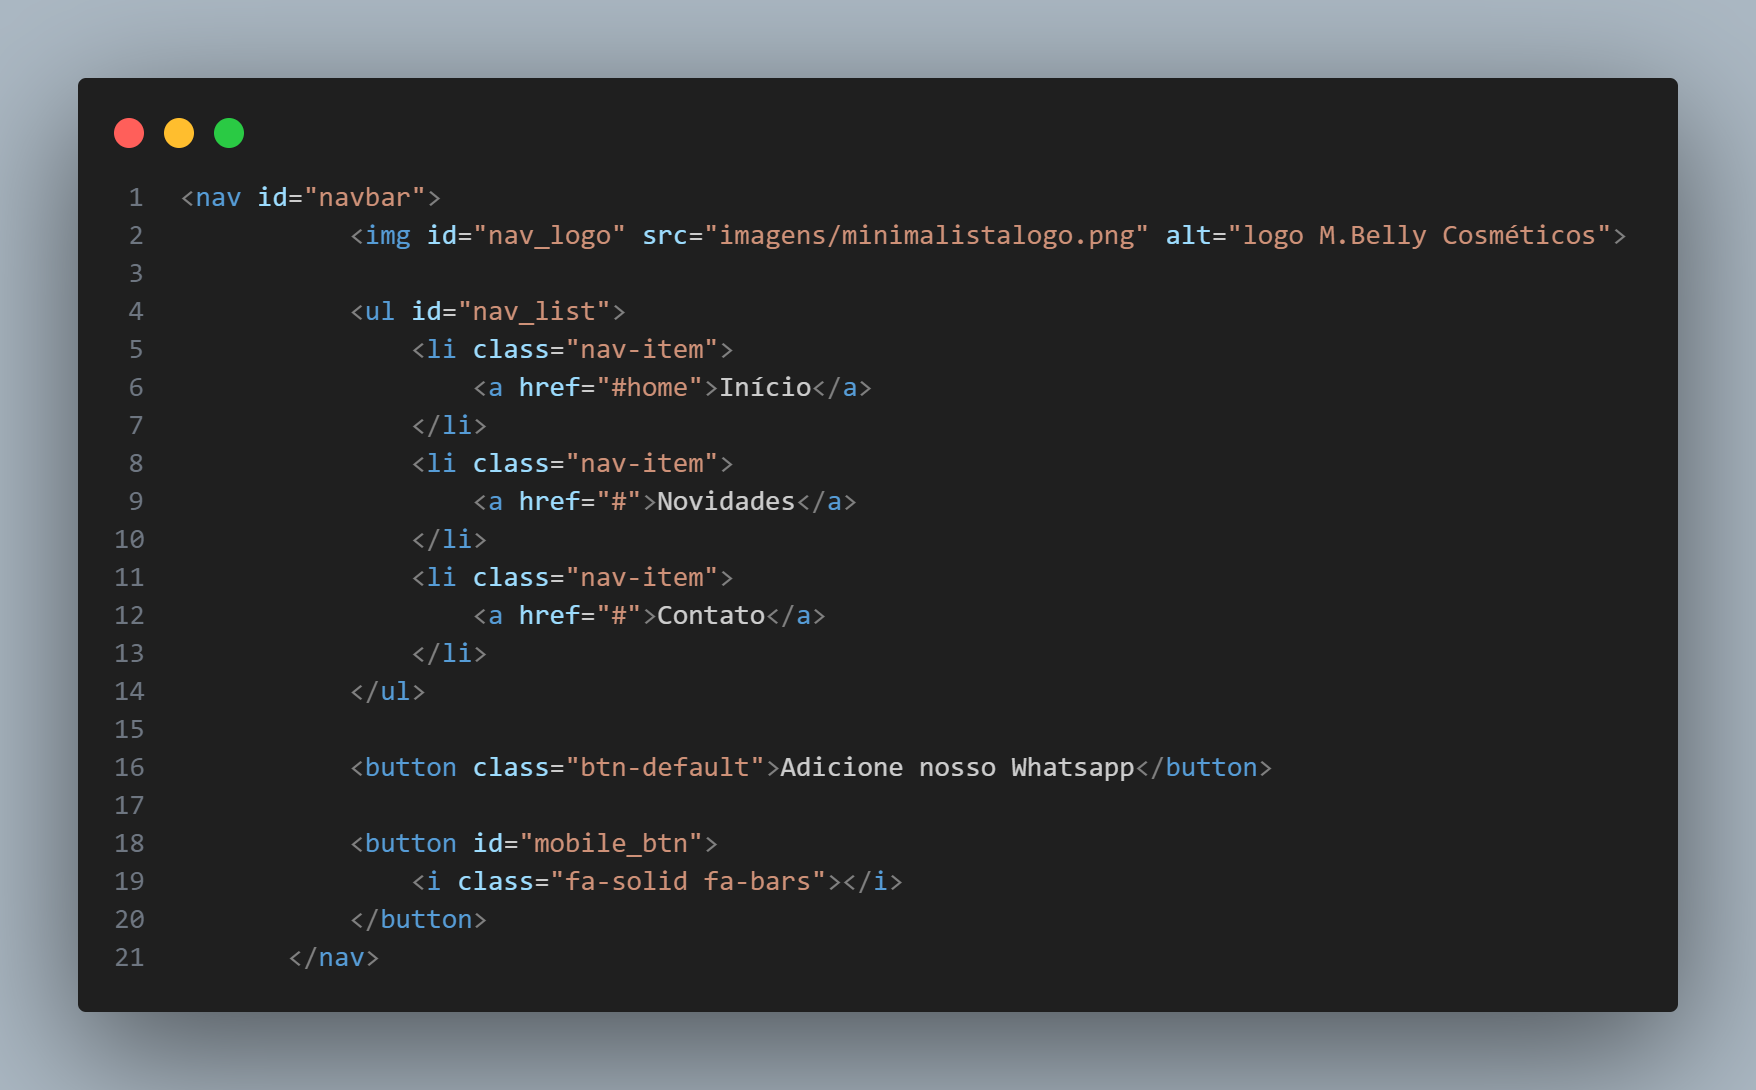 1 <nav id="navbar">
2 <img id="nav_logo" src="imagens/minimalistalogo.png" alt="logo M.Belly Cosméticos">
3
4 <ul id="nav_list">
5 <li class="nav-item">
6 <a href="#home">Início</a>
7 </li>
8 <li class="nav-item">
9 <a href="#">Novidades</a>
10 </li>
11 <li class="nav-item">
12 <a href="#">Contato</a>
13 </li>
14 </ul>
15
16 <button class="btn-default">Adicione nosso Whatsapp</button>
17
18 <button id="mobile_btn">
19 <i class="fa-solid fa-bars"></i>
20 </button>
21 </nav>